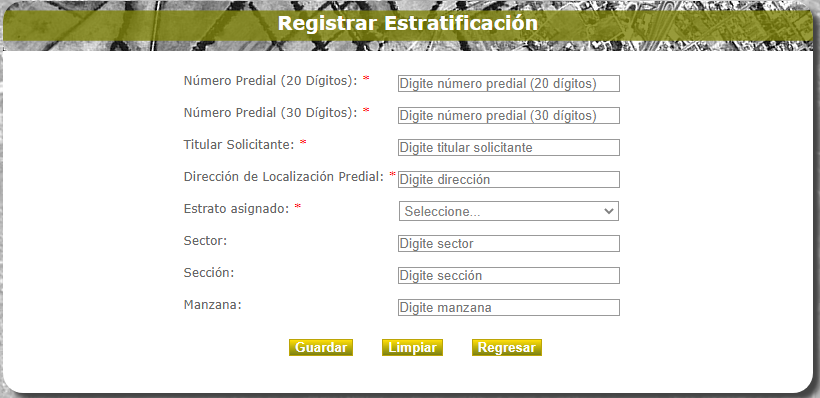 Registrar Estratificación
Número Predial (20 Dígitos): * Digite número predial (20 dígitos)
Número Predial (30 Dígitos): * Digite número predial (30 dígitos)
Titular Solicitante: * Digite titular solicitante
Dirección de Localización Predial: * Digite dirección
Estrato asignado: * Seleccione...
Sector: Digite sector
Sección: Digite sección
Manzana: Digite manzana
Guardar Limpiar Regresar